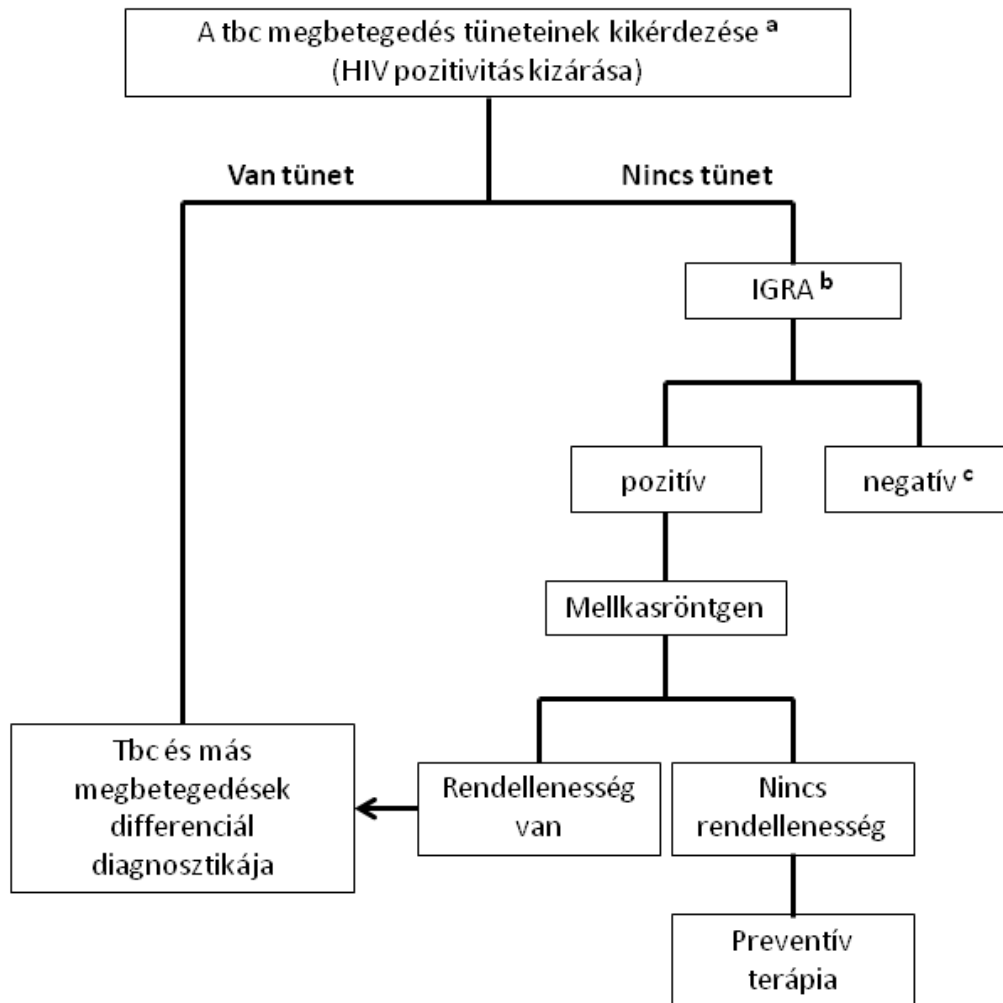 A tbc megbetegedés tüneteinek kikérdezése a
(HIV pozitivitás kizárása)
Van tünet
Nincs tünet
IGRA b
pozitív
negatív c
Mellkasröntgen
Tbc és más
megbetegedések
differenciál
diagnosztikája
Rendellenesség
van
Nincs
rendellenesség
Preventív
terápia